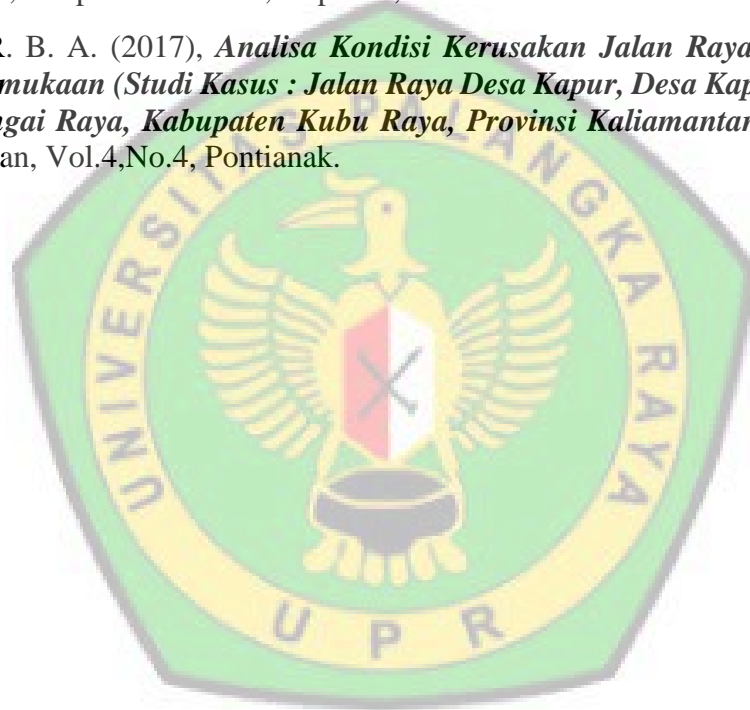 R. B. A. (2017), Analisa Kondisi Kerusakan Jalan Raya
mukaan (Studi Kasus : Jalan Raya Desa Kapur, Desa Kap
ngai Raya, Kabupaten Kubu Raya, Provinsi Kaliamantan
an, Vol.4,No.4, Pontianak.
UNIVERSITAS PALANGKA RAYA
UPR